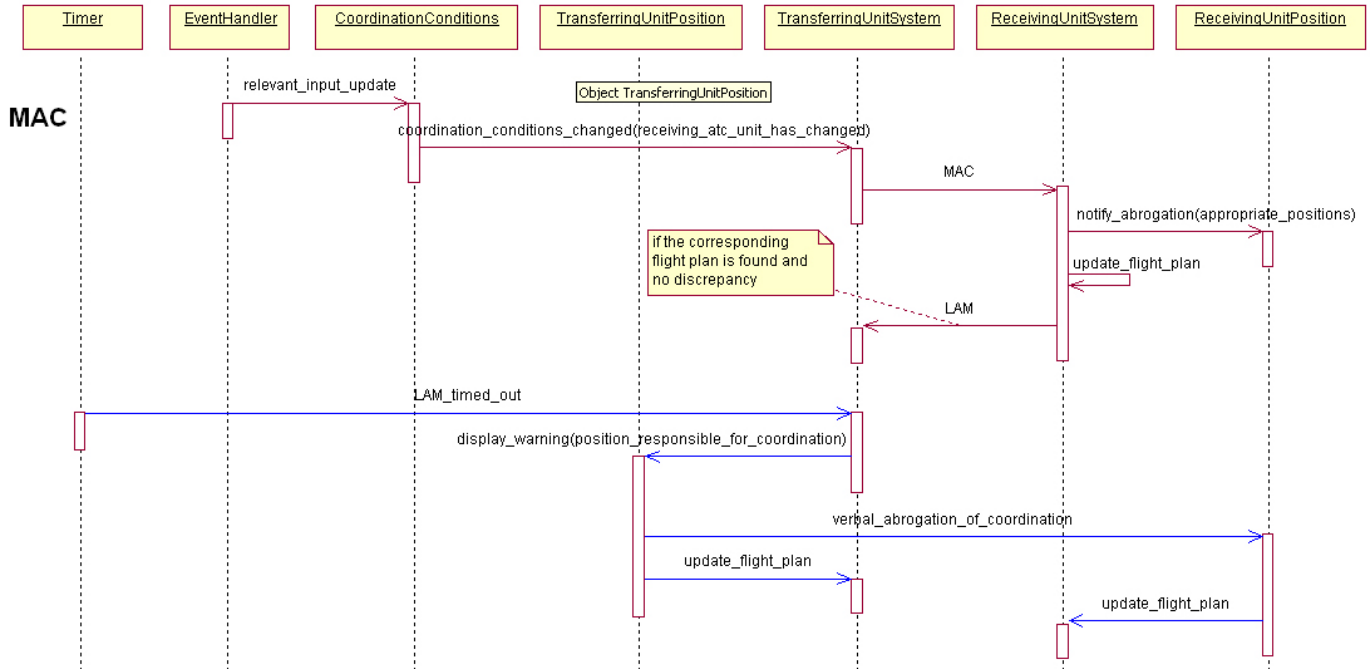 Timer
EventHandler
CoordinationConditions
TransferringUnitPosition
TransferringUnitSystem
ReceivingUnitSystem
ReceivingUnitPosition
relevant_input_update
Object TransferringUnitPosition
MAC
coordination_conditions_changed(receiving_atc_unit_has_changed)
MAC
notify_abrogation(appropriate_positions)
if the corresponding
flight plan is found and
no discrepancy
update_flight_plan
LAM
LAM_timed_out
display_warning(position_responsible_for_coordination)
verbal_abrogation_of_coordination
update_flight_plan
update_flight_plan